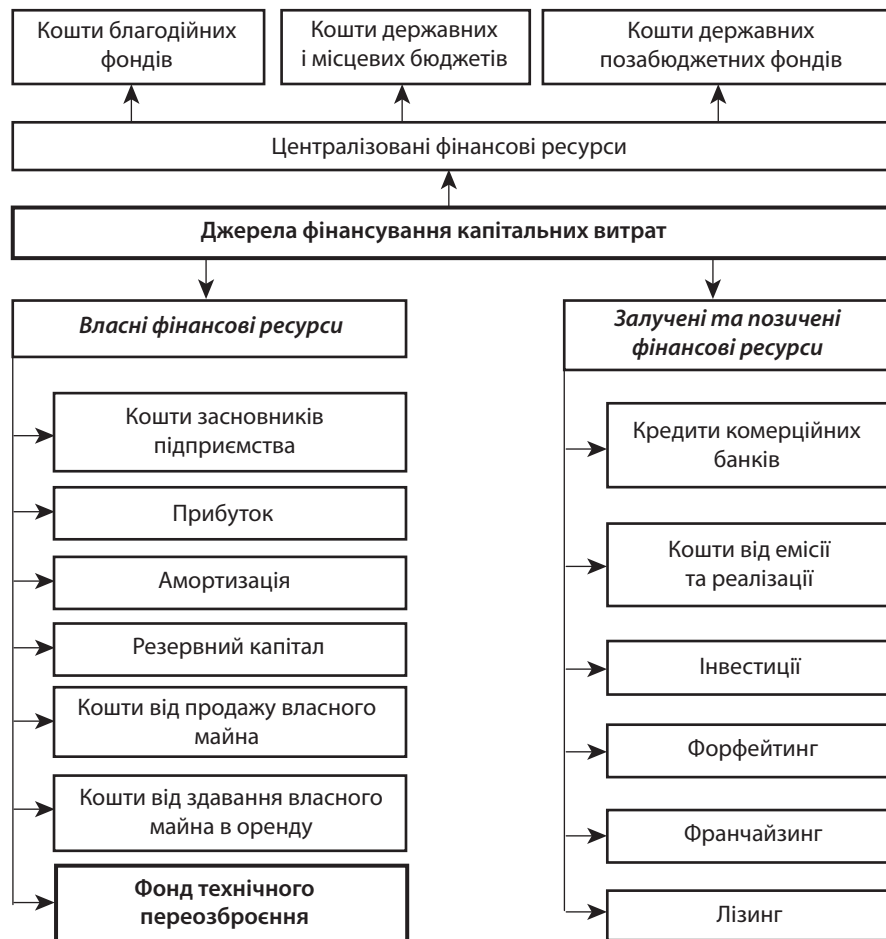 Кошти благодійних
фондів
Кошти державних
і місцевих бюджетів
Кошти державних
позабюджетних фондів
Централізовані фінансові ресурси
Джерела фінансування капітальних витрат
Власні фінансові ресурси
Залучені та позичені
фінансові ресурси
Кошти засновників
підприємства
Прибуток
Амортизація
Резервний капітал
Кошти від продажу власного
майна
Кошти від здавання власного
майна в оренду
Фонд технічного
переозброєння
Кредити комерційних
банків
Кошти від емісії
та реалізації
Інвестиції
Форфейтинг
Франчайзинг
Лізинг